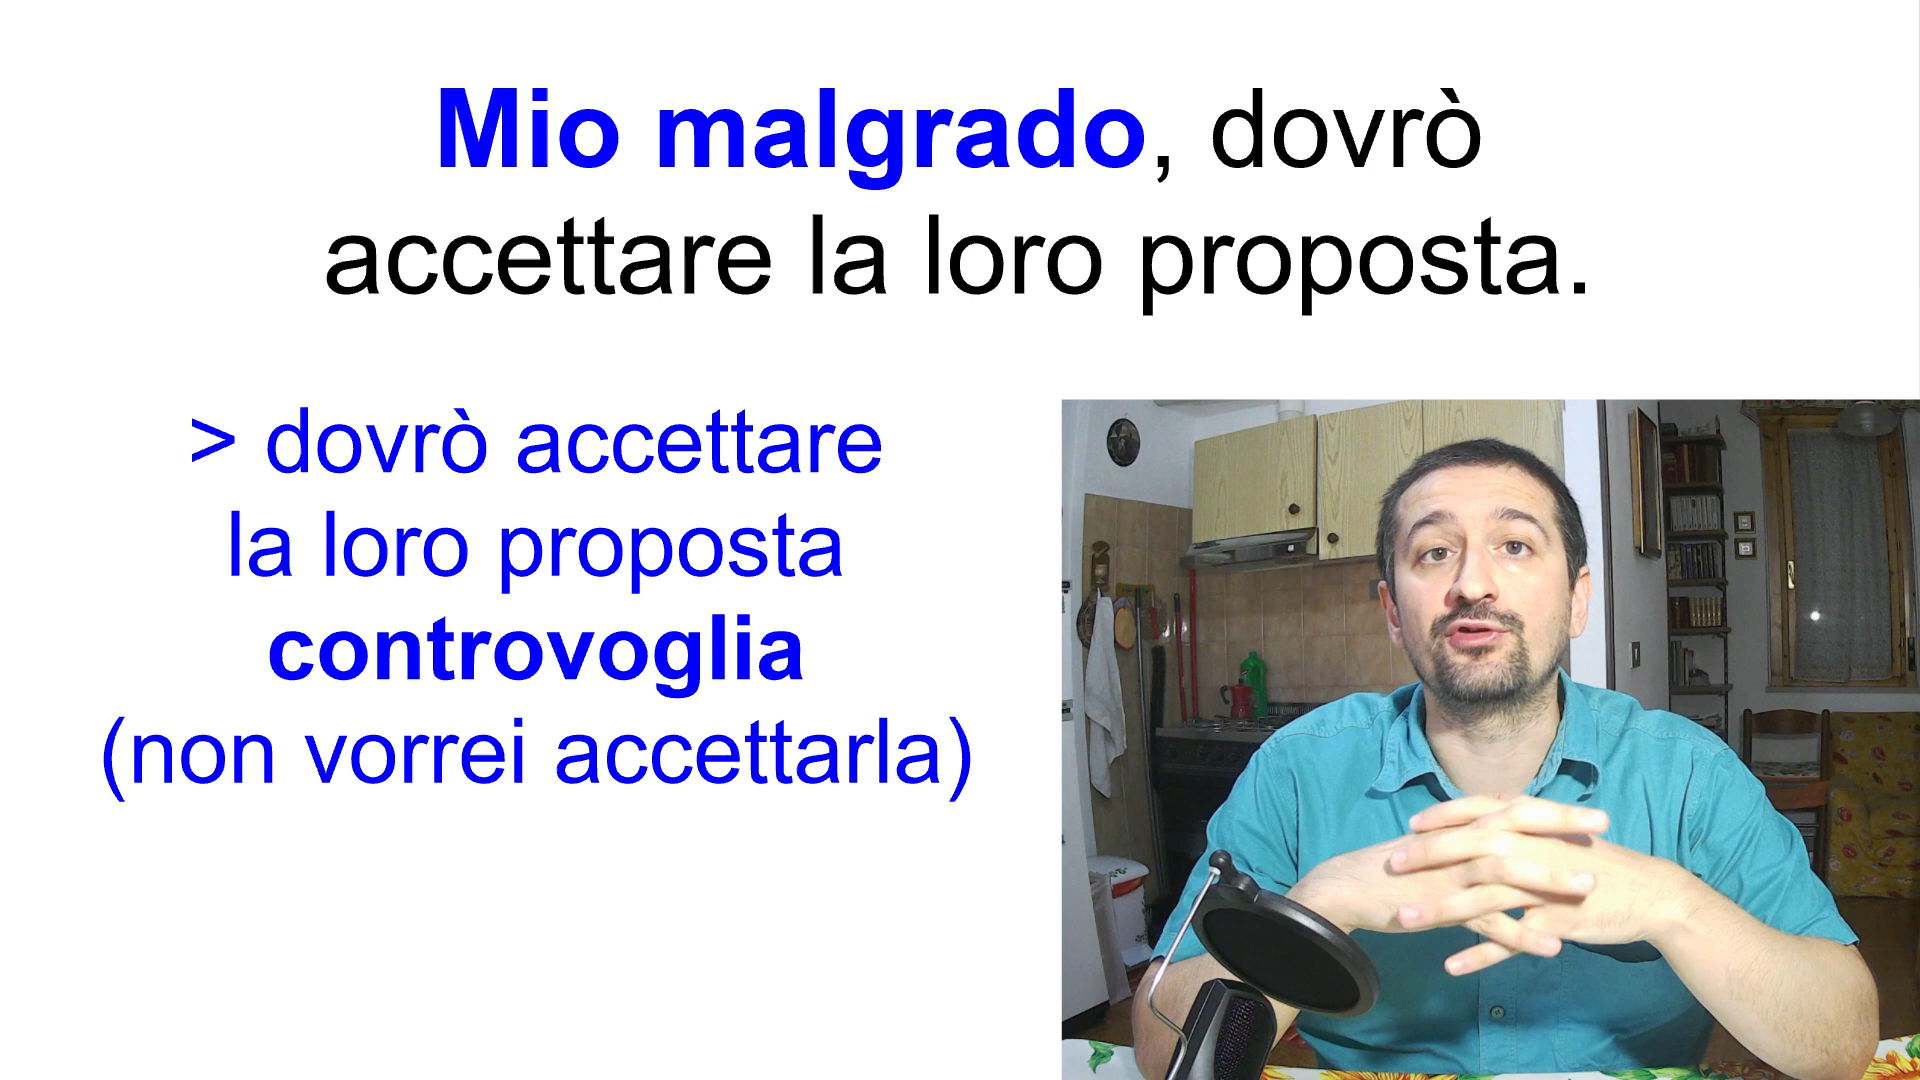 Mio malgrado, dovrò
accettare la loro proposta.
> dovrò accettare
la loro proposta
controvoglia
(non vorrei accettarla)